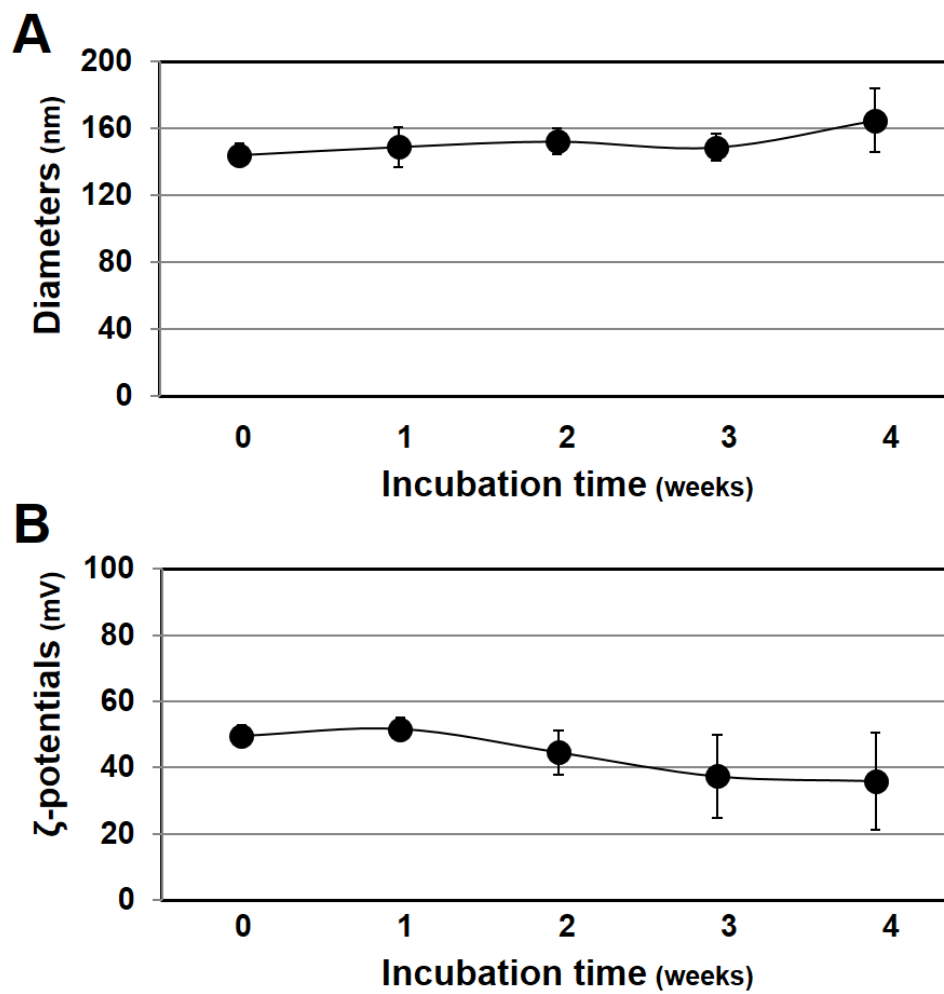 A
200
160
120
80
40
0
Diameters (nm)
0 1 2 3 4
Incubation time (weeks)
B
100
80
60
40
20
0
ζ-potentials (mV)
0 1 2 3 4
Incubation time (weeks)